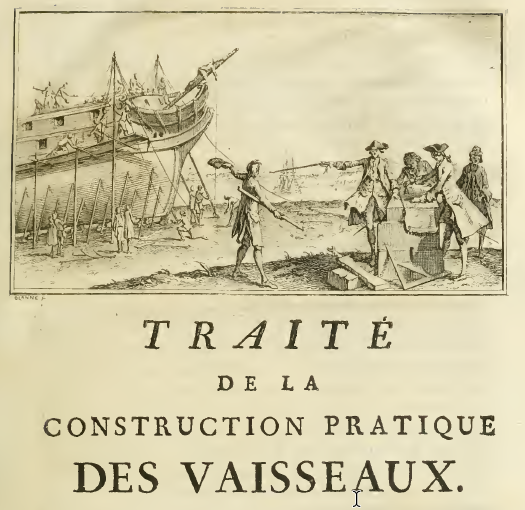 TRAITÉ
DE LA
CONSTRUCTION PRATIQUE
DES VAISSEAUX.